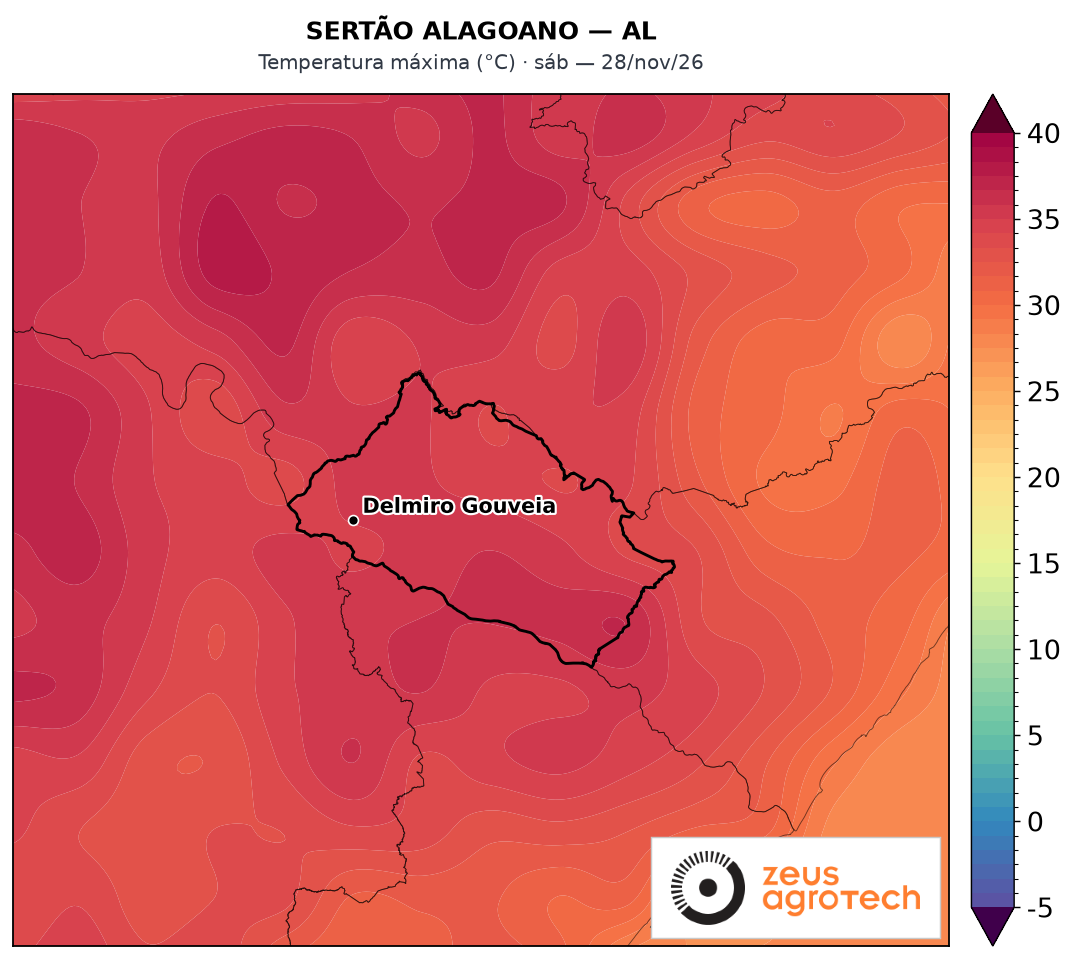 SERTÃO ALAGOANO — AL
Temperatura máxima (°C) · sáb — 28/nov/26
40
35
30
25
20
15
10
5
0
-5
Delmiro Gouveia
zeus
agrotech